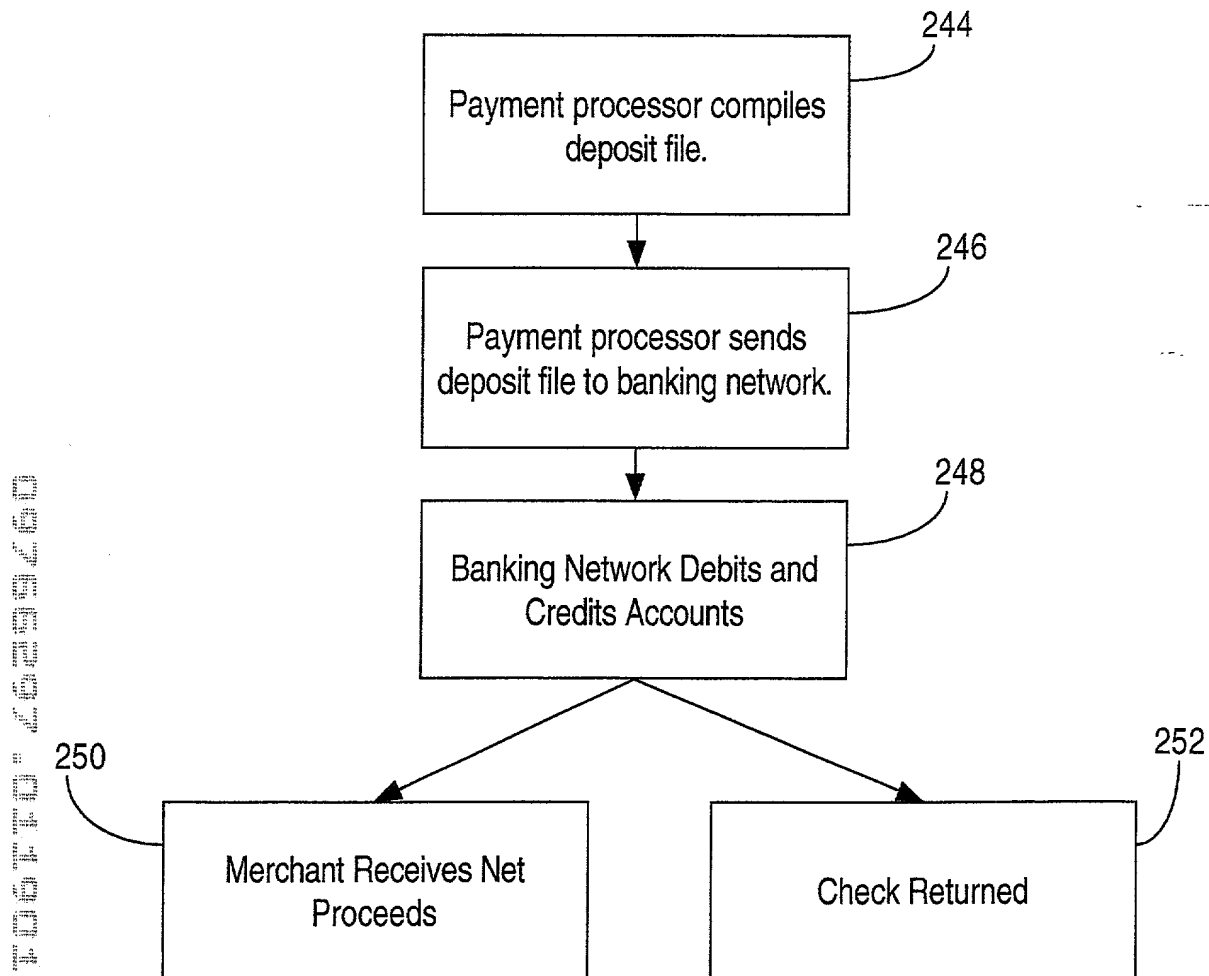 244
Payment processor compiles
deposit file.
246
Payment processor sends
deposit file to banking network.
248
Banking Network Debits and
Credits Accounts
250
252
Merchant Receives Net
Proceeds
Check Returned